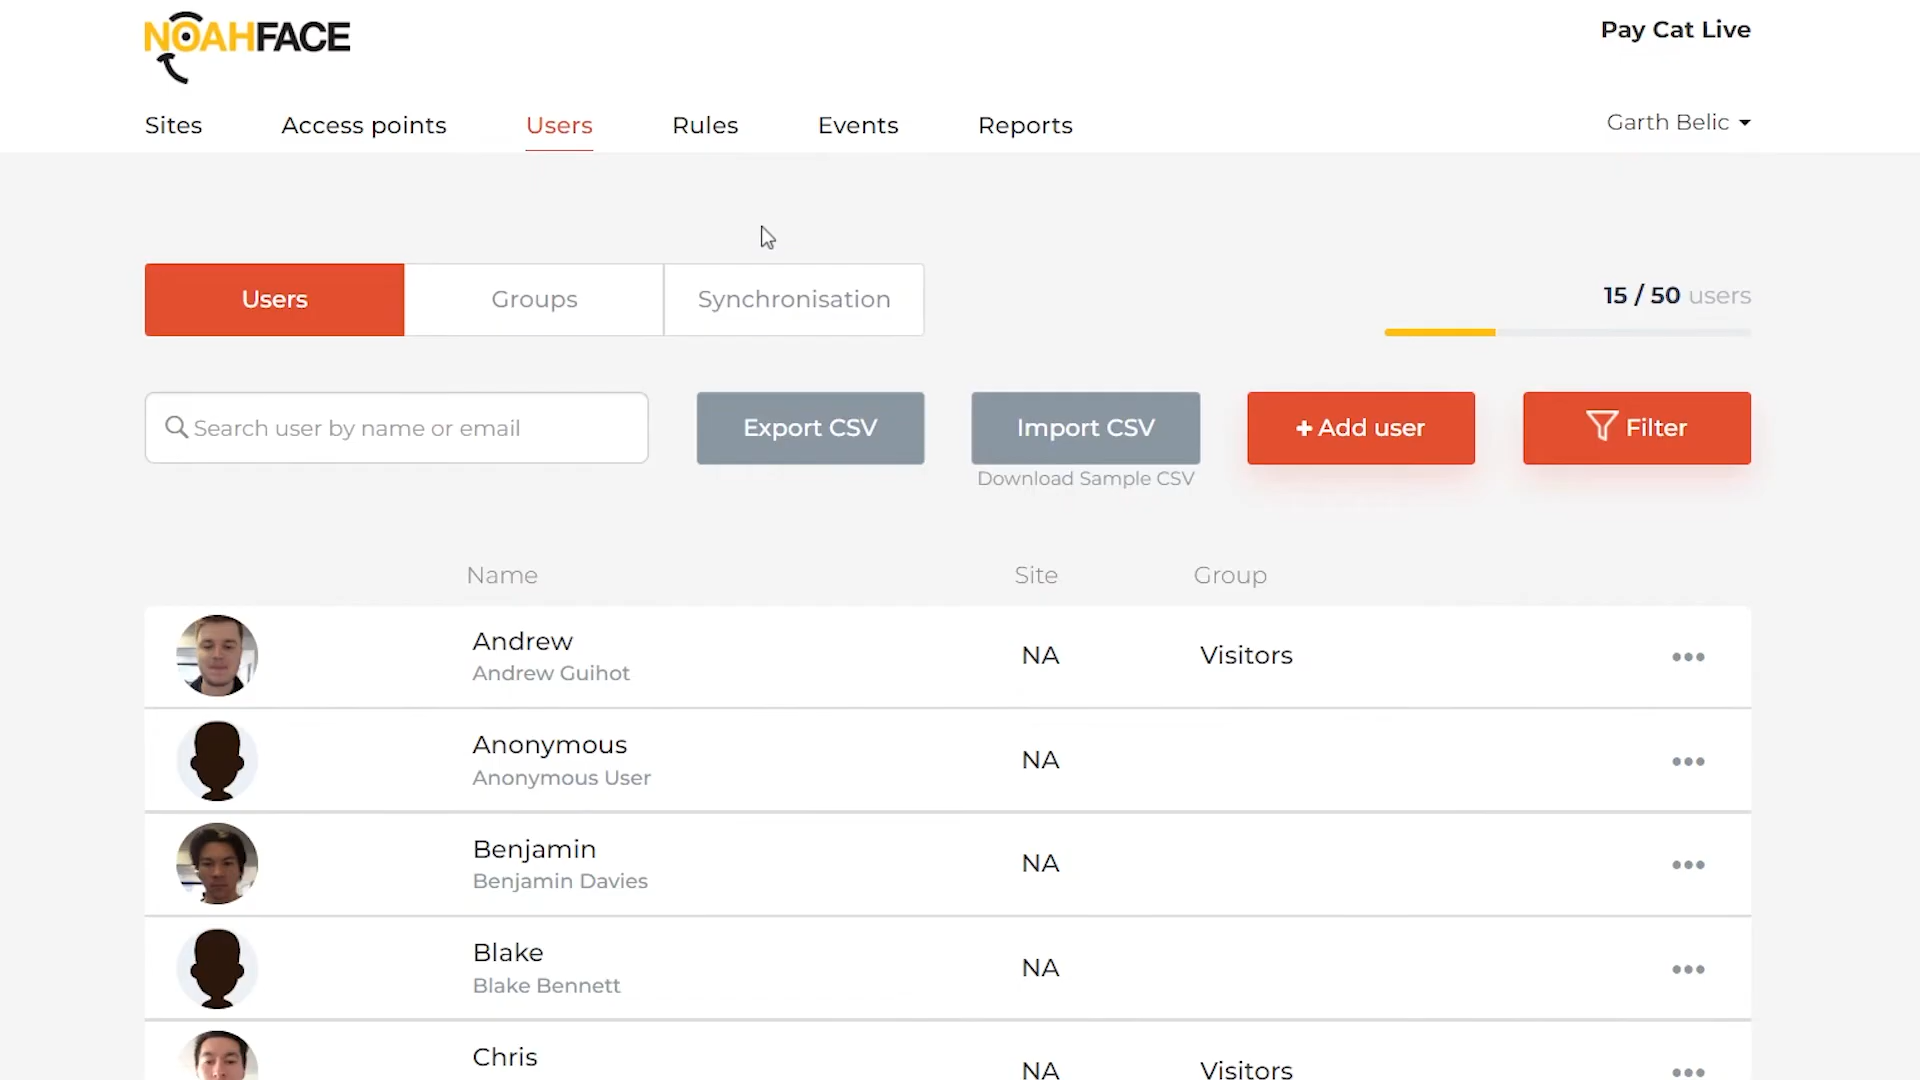 NOAHFACE
Pay Cat Live
Sites Access points Users Rules Events Reports
Garth Belic
Users Groups Synchronisation
15 / 50 users
Search user by name or email
Export CSV
Import CSV
+ Add user
Filter
Download Sample CSV
Name Site Group
Andrew
Andrew Guihot
NA
Visitors
Anonymous
Anonymous User
NA
Benjamin
Benjamin Davies
NA
Blake
Blake Bennett
NA
Chris
NA
Visitors